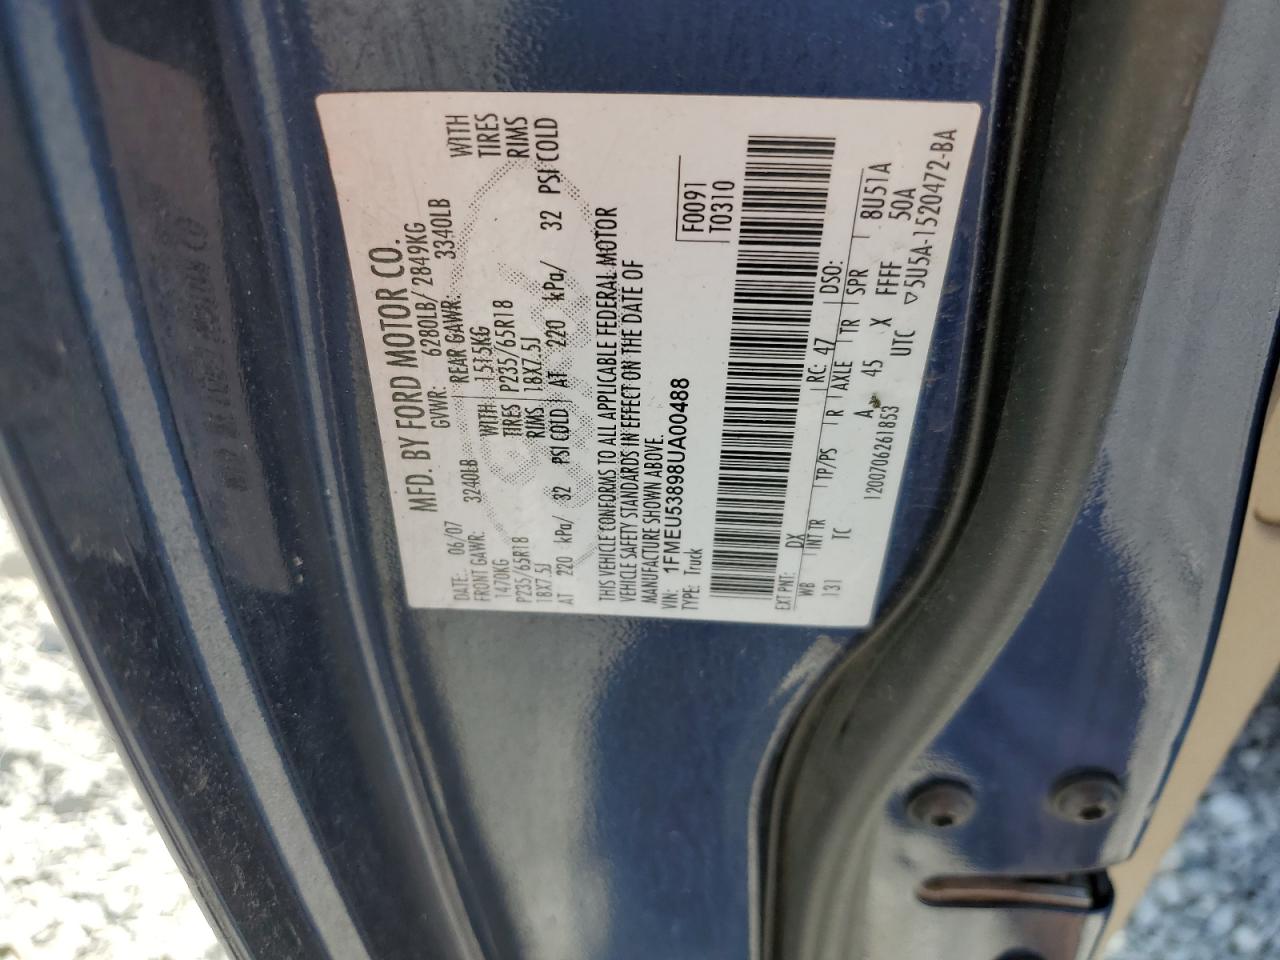 MFD. BY FORD MOTOR CO.
DATE: 06/07 GVWR: 6280LB/ 2849KG
FRONT GAWR: 3240LB REAR GAWR: 3340LB
1470KG WITH 1515KG WITH
P235/65R18 TIRES P235/65R18 TIRES
18X7.5J RIMS 18X7.5J RIMS
AT 220 kPa/ 32 PSI COLD AT 220 kPa/ 32 PSI COLD
THIS VEHICLE CONFORMS TO ALL APPLICABLE FEDERAL MOTOR
VEHICLE SAFETY STANDARDS IN EFFECT ON THE DATE OF
MANUFACTURE SHOWN ABOVE.
VIN: 1FMEU53898UA00488
TYPE: Truck
F0091
T0310
EXT PNT: DX RC: 47 DSO:
WB INT TR TP/PS R AXLE TR SPR
131 TC A 45 X FFFF 8U51A
50A
1200706261853 UTC ▽5U5A-1520472-BA